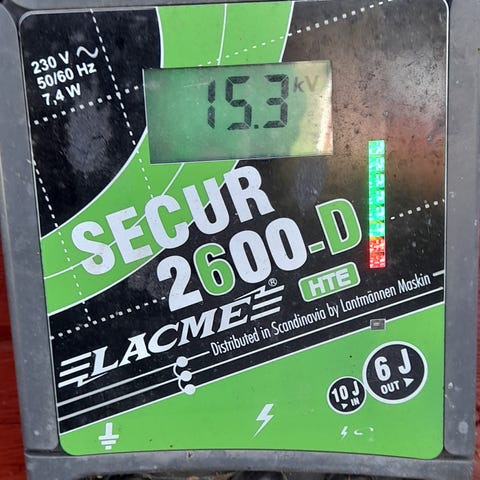 230 V ~
50/60 Hz
7,4 W
15.3 kV
SECUR
2600-D
HTE
LACME®
Distributed in Scandinavia by Lantmännen Maskin
10 J
IN
6 J
OUT